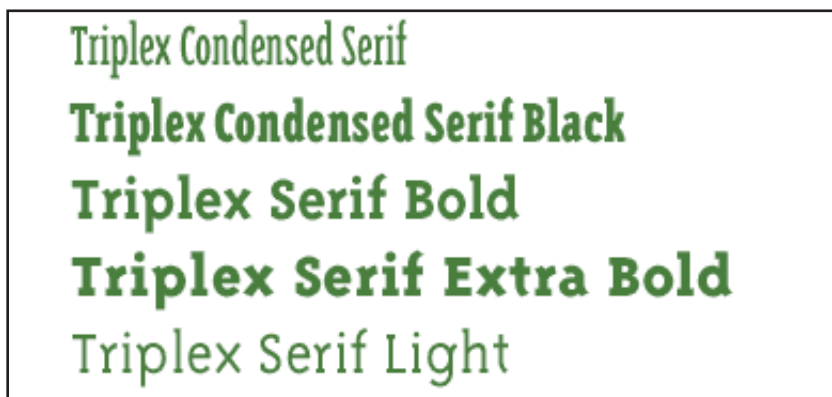 Triplex Condensed Serif
Triplex Condensed Serif Black
Triplex Serif Bold
Triplex Serif Extra Bold
Triplex Serif Light